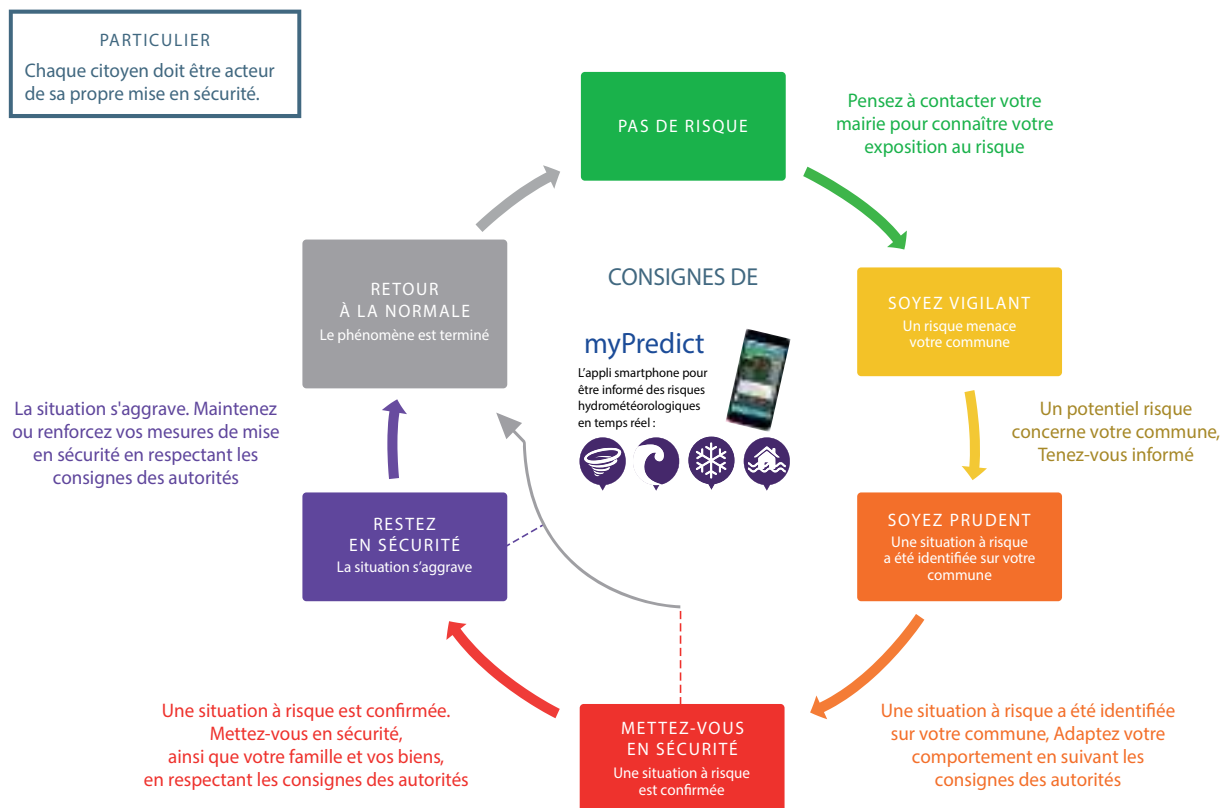 PARTICULIER
Chaque citoyen doit être acteur
de sa propre mise en sécurité.
PAS DE RISQUE
Pensez à contacter votre
mairie pour connaître votre
exposition au risque
SOYEZ VIGILANT
Un risque menace
votre commune
Un potentiel risque
concerne votre commune,
Tenez-vous informé
SOYEZ PRUDENT
Une situation à risque
a été identifiée sur votre
commune
Une situation à risque a été identifiée
sur votre commune, Adaptez votre
comportement en suivant les
consignes des autorités
METTEZ-VOUS
EN SÉCURITÉ
Une situation à risque
est confirmée
Une situation à risque est confirmée.
Mettez-vous en sécurité,
ainsi que votre famille et vos biens,
en respectant les consignes des autorités
RESTEZ
EN SÉCURITÉ
La situation s’aggrave
La situation s'aggrave. Maintenez
ou renforcez vos mesures de mise
en sécurité en respectant les
consignes des autorités
RETOUR
À LA NORMALE
Le phénomène est terminé
CONSIGNES DE
myPredict
L’appli smartphone pour
être informé des risques
hydrométéorologiques
en temps réel :